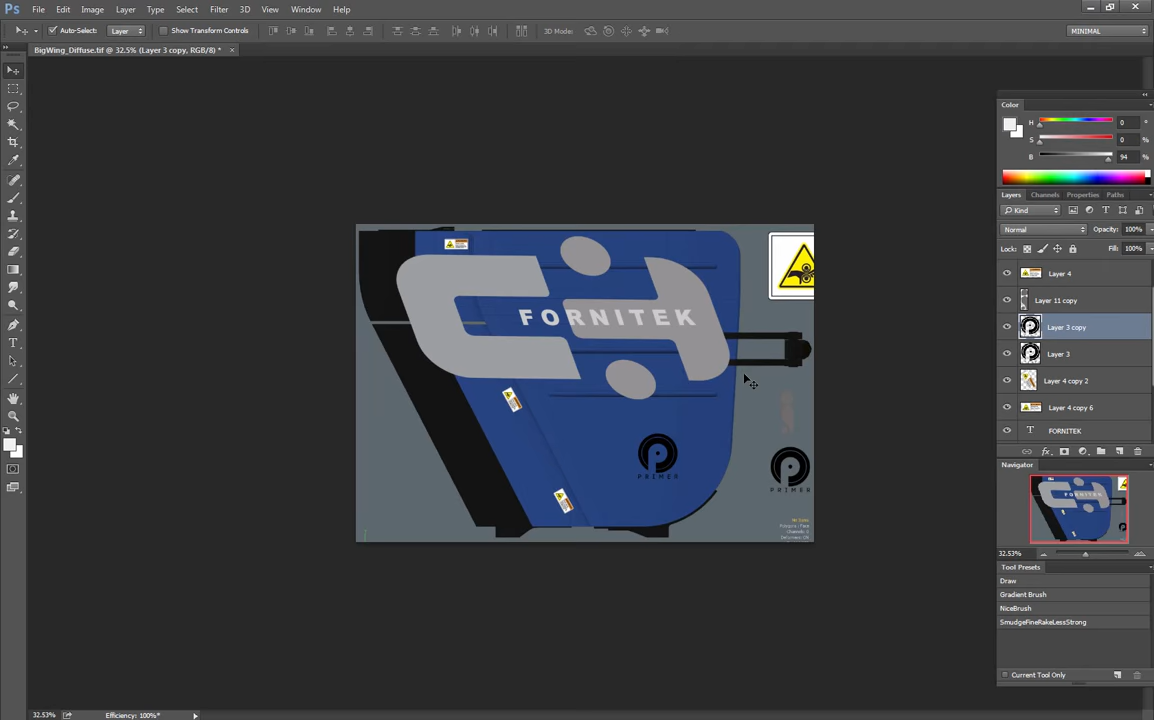 Ps File Edit Image Layer Type Select Filter 3D View Window Help
Auto-Select: Layer Show Transform Controls 3D Mode: MINIMAL
BigWing_Diffuse.tif @ 32.5% (Layer 3 copy, RGB/8) *
Color
H 0 °
S 0 %
B 94 %
Layers Channels Properties Paths
Kind
Normal Opacity: 100%
Lock: Fill: 100%
Layer 4
Layer 11 copy
Layer 3 copy
Layer 3
Layer 4 copy 2
Layer 4 copy 6
T FORNITEK
fx.
Navigator
32.53%
Tool Presets
Draw
Gradient Brush
NiceBrush
SmudgeFineRakeLessStrong
Current Tool Only
FORNITEK
PRIMER
PRIMER
32.53% Efficiency: 100%*